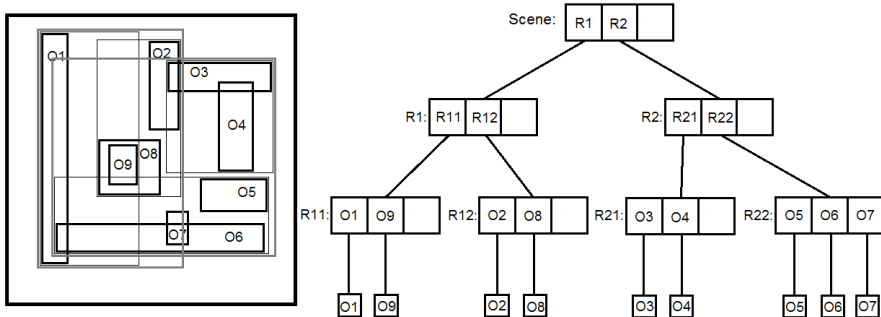 Scene: R1 R2
O1 O2
O3
O4
O9 O8
O5
O7 O6
R1: R11 R12 R2: R21 R22
R11: O1 O9 R12: O2 O8 R21: O3 O4 R22: O5 O6 O7
O1 O9 O2 O8 O3 O4 O5 O6 O7